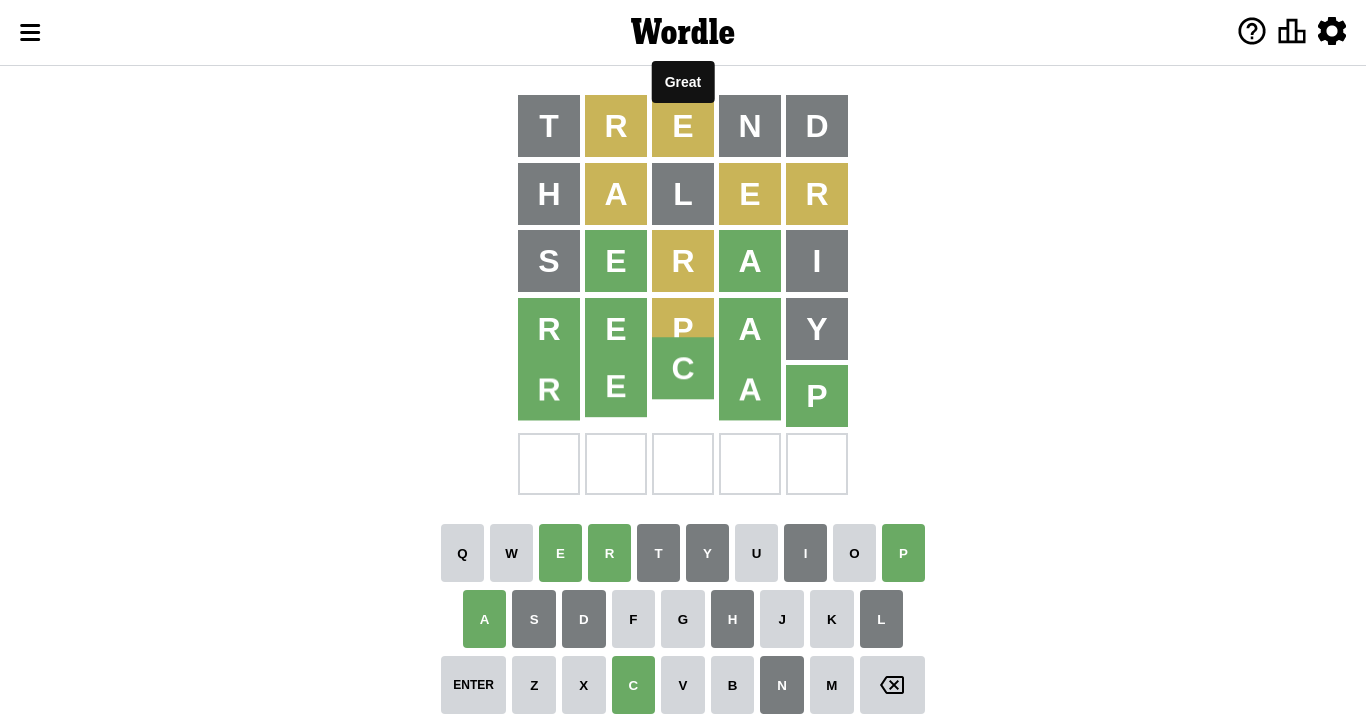 Wordle
Great
T R E N D
H A L E R
S E R A I
R E P A Y
R E C A P
Q W E R T Y U I O P
A S D F G H J K L
ENTER Z X C V B N M